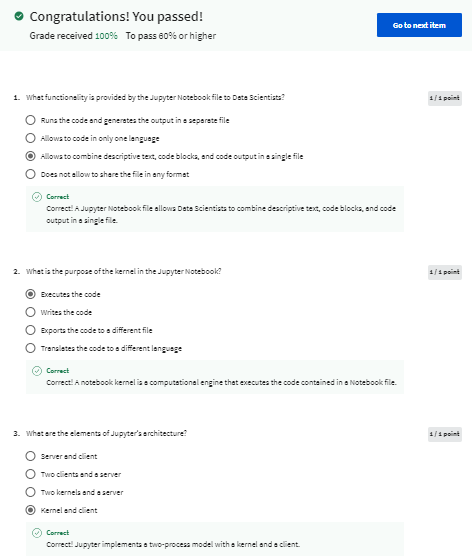 Congratulations! You passed!
Grade received 100% To pass 60% or higher
Go to next item
1. What functionality is provided by the Jupyter Notebook file to Data Scientists?
1 / 1 point
Runs the code and generates the output in a separate file
Allows to code in only one language
Allows to combine descriptive text, code blocks, and code output in a single file
Does not allow to share the file in any format
Correct
Correct! A Jupyter Notebook file allows Data Scientists to combine descriptive text, code blocks, and code
output in a single file.
2. What is the purpose of the kernel in the Jupyter Notebook?
1 / 1 point
Executes the code
Writes the code
Exports the code to a different file
Translates the code to a different language
Correct
Correct! A notebook kernel is a computational engine that executes the code contained in a Notebook file.
3. What are the elements of Jupyter's architecture?
1 / 1 point
Server and client
Two clients and a server
Two kernels and a server
Kernel and client
Correct
Correct! Jupyter implements a two-process model with a kernel and a client.